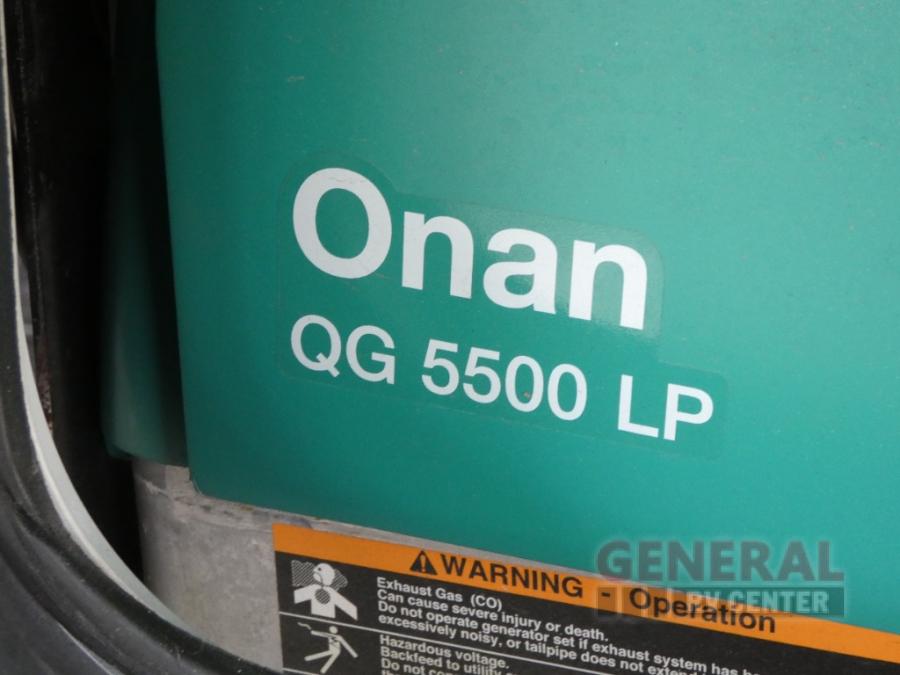 Onan
QG 5500 LP
WARNING - Operation
Exhaust Gas (CO)
Can cause severe injury or death.
Do not operate generator set if exhaust system has
excessively noisy, or tailpipe does not extend
Hazardous voltage.
Backfeed to utility
Do not
GENERAL
RV CENTER